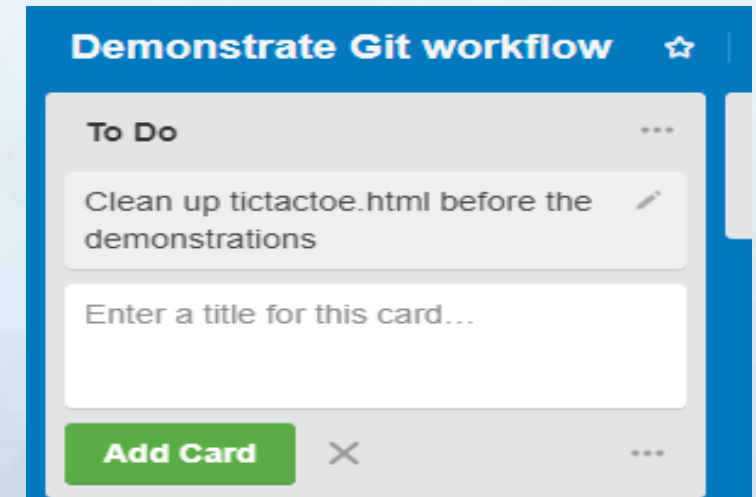 Demonstrate Git workflow
To Do
Clean up tictactoe.html before the
demonstrations
Enter a title for this card...
Add Card